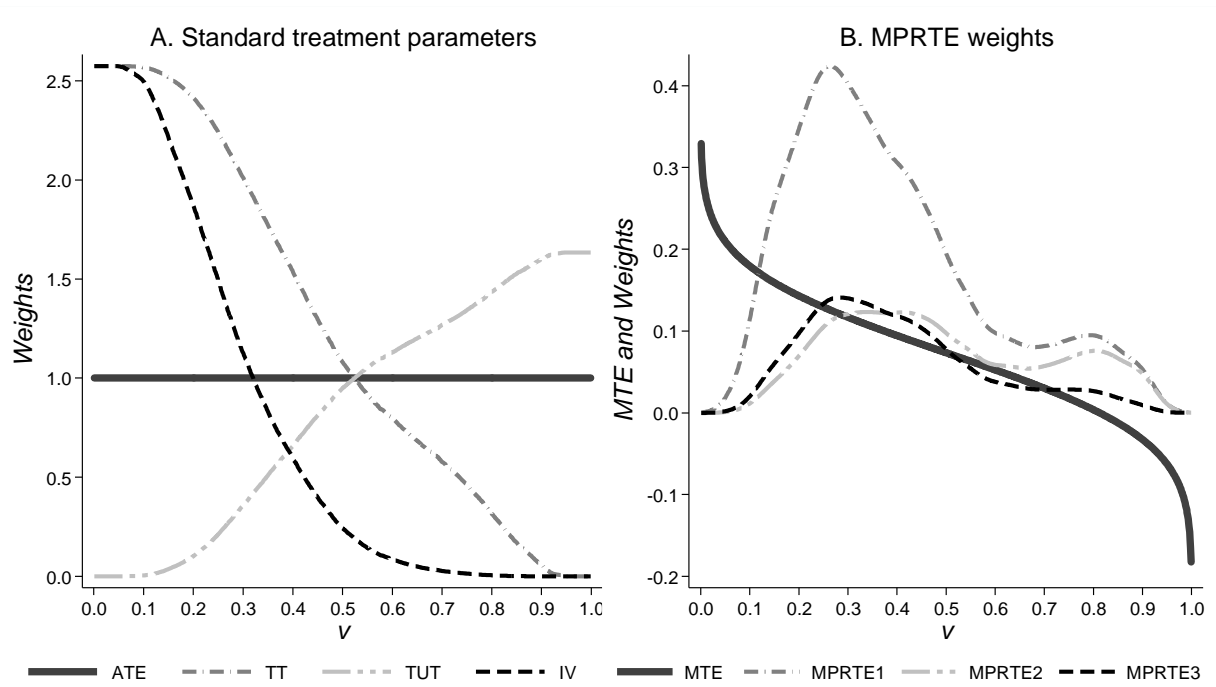 A. Standard treatment parameters
Weights
2.5
2.0
1.5
1.0
0.5
0.0
0.0 0.1 0.2 0.3 0.4 0.5 0.6 0.7 0.8 0.9 1.0
v
ATE TT TUT IV
B. MPRTE weights
MTE and Weights
0.4
0.3
0.2
0.1
0.0
-0.1
-0.2
0.0 0.1 0.2 0.3 0.4 0.5 0.6 0.7 0.8 0.9 1.0
v
MTE MPRTE1 MPRTE2 MPRTE3